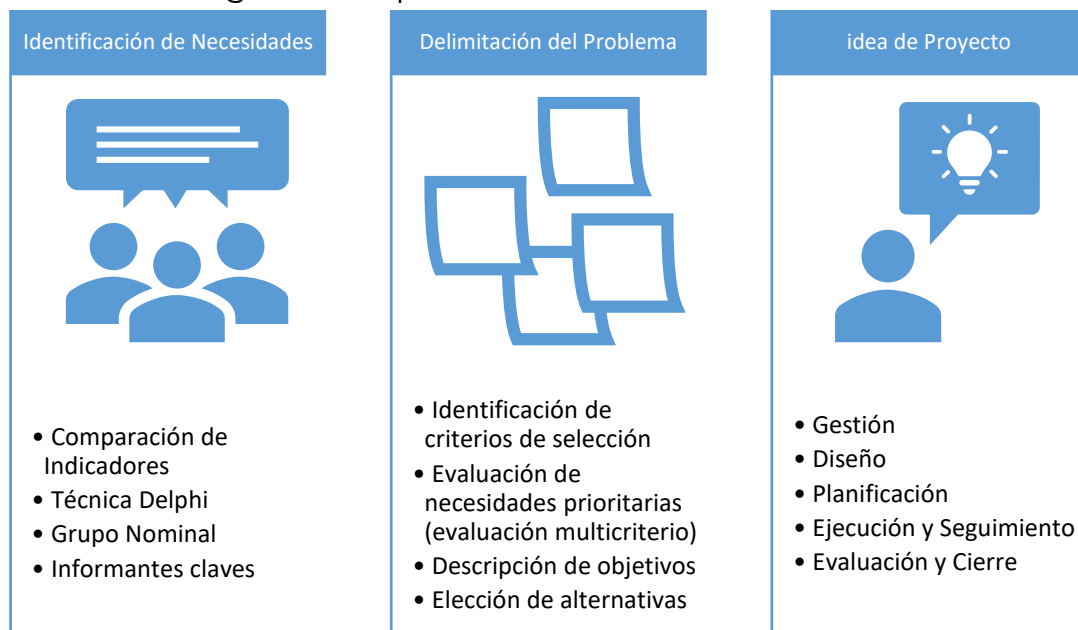 Identificación de Necesidades
• Comparación de
Indicadores
• Técnica Delphi
• Grupo Nominal
• Informantes claves
Delimitación del Problema
• Identificación de
criterios de selección
• Evaluación de
necesidades prioritarias
(evaluación multicriterio)
• Descripción de objetivos
• Elección de alternativas
idea de Proyecto
• Gestión
• Diseño
• Planificación
• Ejecución y Seguimiento
• Evaluación y Cierre